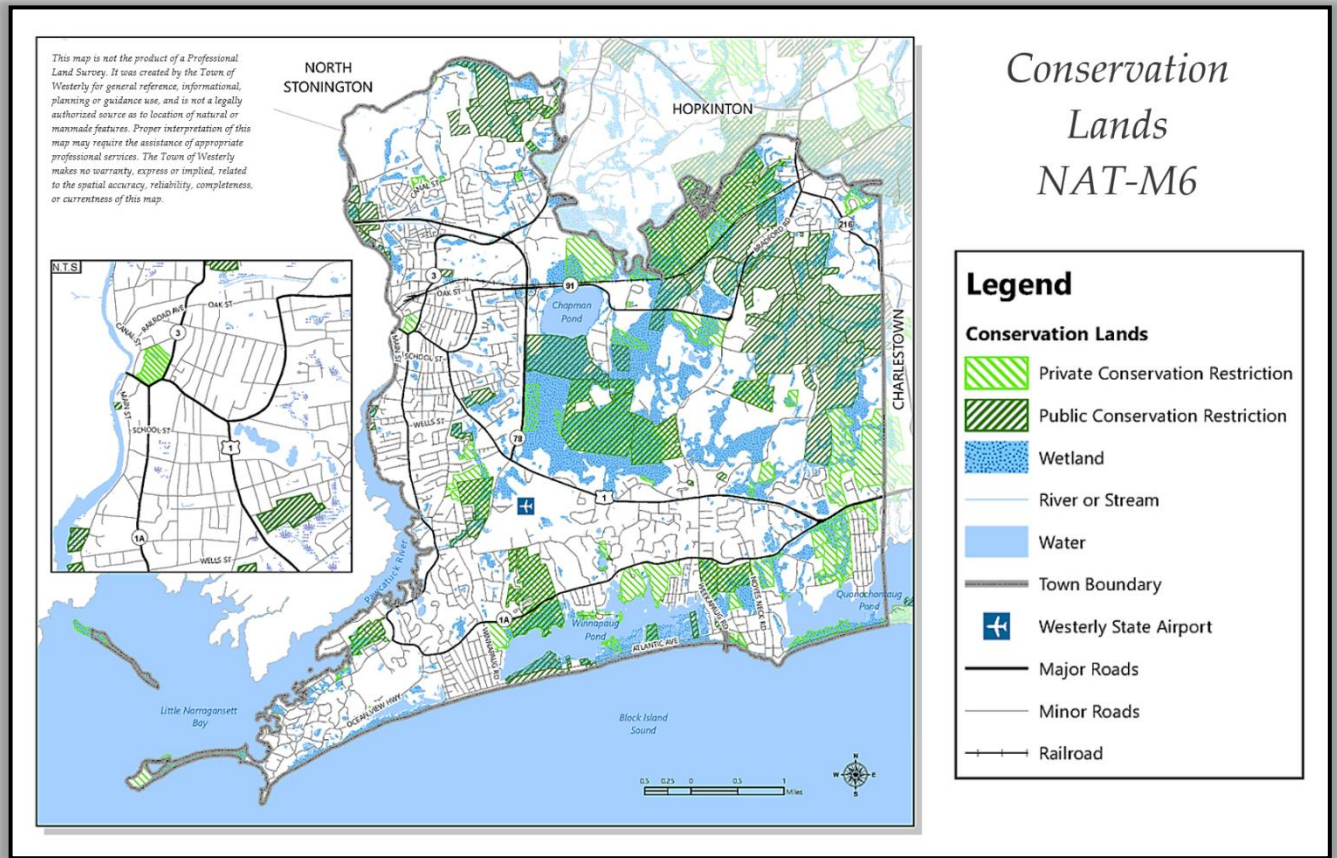 This map is not the product of a Professional
Land Survey. It was created by the Town of
Westerly for general reference, informational,
planning or guidance use, and is not a legally
authorized source as to location of natural or
manmade features. Proper interpretation of this
map may require the assistance of appropriate
professional services. The Town of Westerly
makes no warranty, express or implied, related
to the spatial accuracy, reliability, completeness,
or currentness of this map.
NORTH
STONINGTON
HOPKINTON
CHARLESTOWN
Conservation
Lands
NAT-M6
N.T.S.
CANAL ST
RAILROAD AVE
OAK ST
3
MAIN ST
SCHOOL ST
1
1A
WELLS ST
CANAL ST
216
BRADFORD RD
3
OAK ST
91
Chapman
Pond
MAIN ST
SCHOOL ST
WELLS ST
78
1
Pawcatuck River
1A
WINNAPAUG RD
Winnapaug
Pond
WEEKAPAUG RD
NOYES NECK RD
Quonochontaug
Pond
ATLANTIC AVE
OCEAN VIEW HWY
Little Narragansett
Bay
Block Island
Sound
0.5 0.25 0 0.5 1
Miles
N
W E
S
Legend
Conservation Lands
Private Conservation Restriction
Public Conservation Restriction
Wetland
River or Stream
Water
Town Boundary
Westerly State Airport
Major Roads
Minor Roads
Railroad